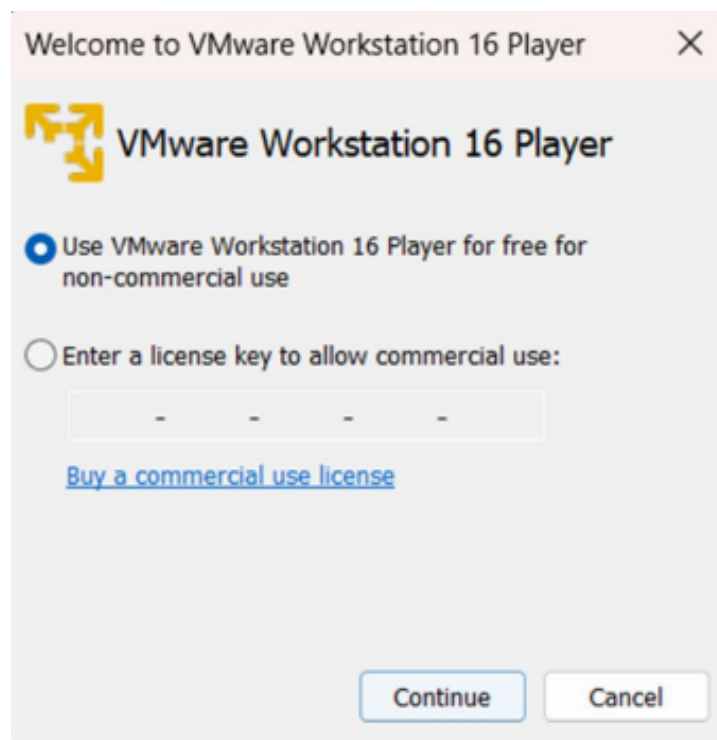 Welcome to VMware Workstation 16 Player
VMware Workstation 16 Player
Use VMware Workstation 16 Player for free for
non-commercial use
Enter a license key to allow commercial use:
- - - -
Buy a commercial use license
Continue Cancel